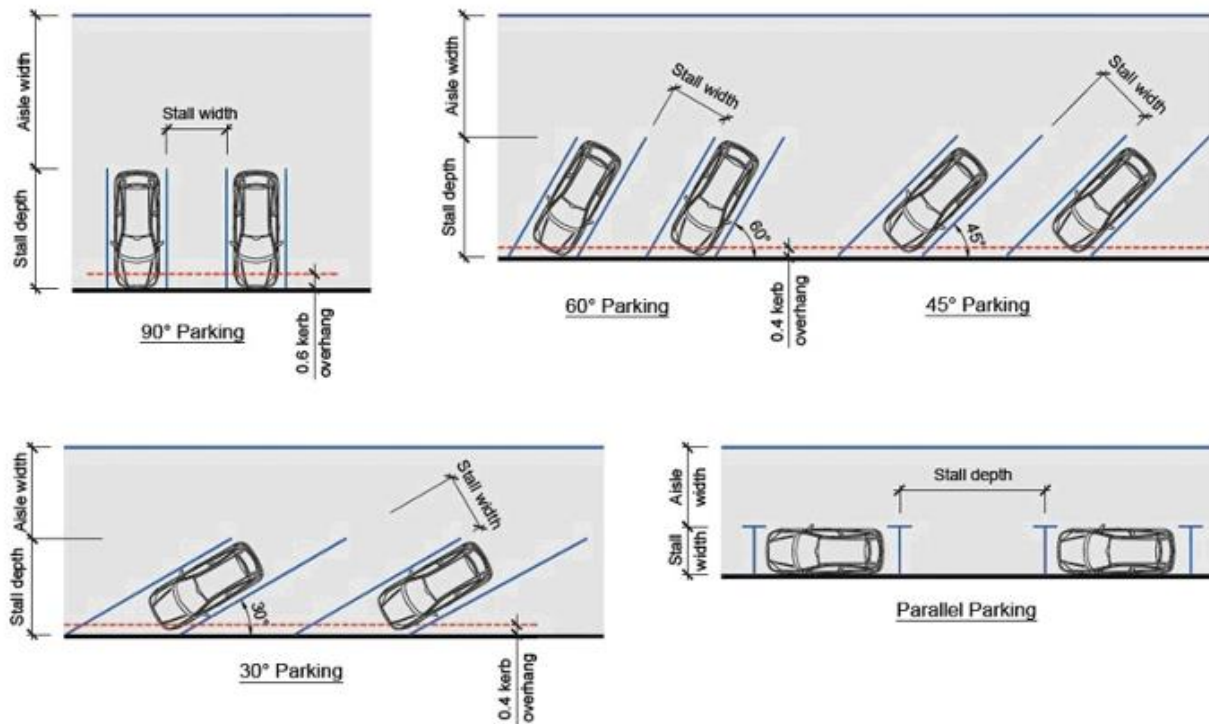 Aisle width
Stall depth
Stall width
90° Parking
0.6 kerb
overhang
Aisle width
Stall depth
Stall width
60°
60° Parking
0.4 kerb
overhang
Stall width
45°
45° Parking
Aisle width
Stall depth
Stall width
30°
30° Parking
0.4 kerb
overhang
Aisle
width
Stall
width
Stall depth
Parallel Parking